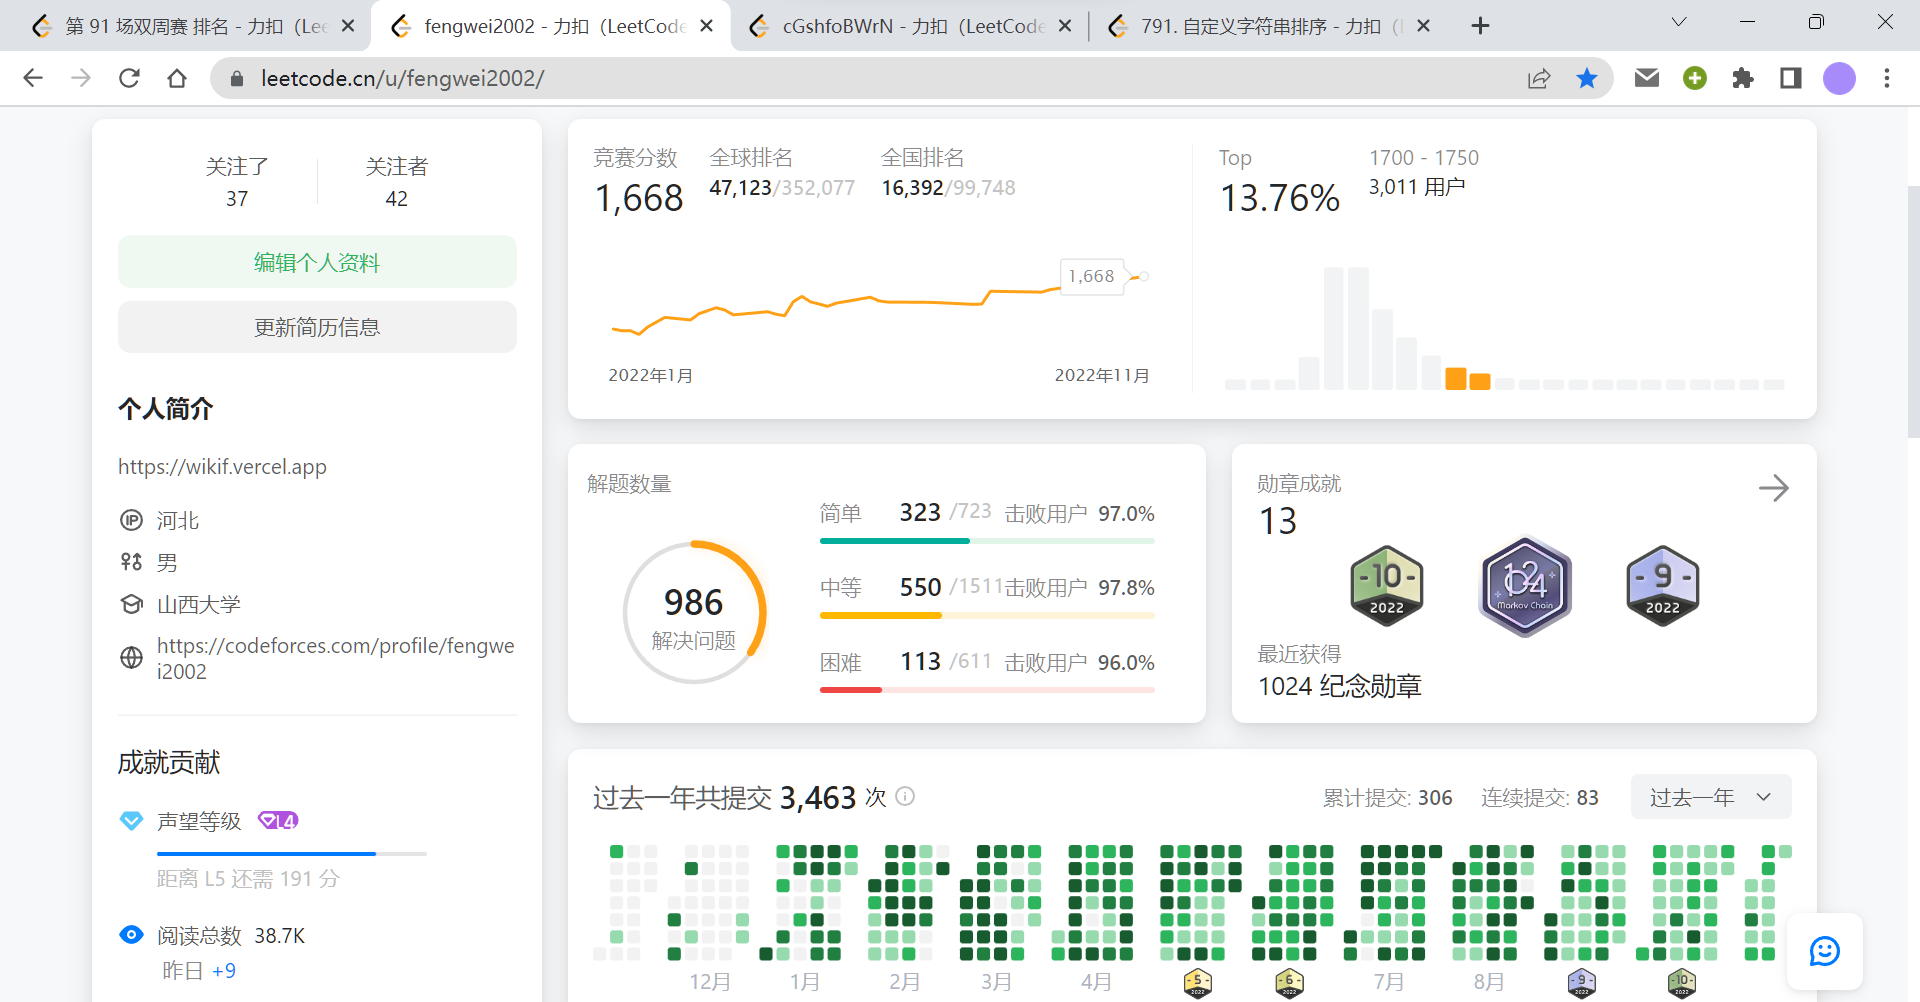 第 91 场双周赛 排名 - 力扣（Lee
fengwei2002 - 力扣（LeetCode
cGshfoBWrN - 力扣（LeetCode
791. 自定义字符串排序 - 力扣（l
leetcode.cn/u/fengwei2002/
关注了
37
关注者
42
编辑个人资料
更新简历信息
个人简介
https://wikif.vercel.app
IP 河北
男
山西大学
https://codeforces.com/profile/fengwe
i2002
成就贡献
声望等级 L4
距离 L5 还需 191 分
阅读总数 38.7K
昨日 +9
竞赛分数
1,668
全球排名
47,123/352,077
全国排名
16,392/99,748
1,668
2022年1月
2022年11月
Top
13.76%
1700 - 1750
3,011 用户
解题数量
986
解决问题
简单 323 /723 击败用户 97.0%
中等 550 /1511击败用户 97.8%
困难 113 /611 击败用户 96.0%
勋章成就
13
-10-
2022
1024
Markov Chain
-9-
2022
最近获得
1024 纪念勋章
过去一年共提交 3,463 次
累计提交: 306
连续提交: 83
过去一年
12月
1月
2月
3月
4月
-5-
2022
-6-
2022
7月
8月
-9-
2022
-10-
2022